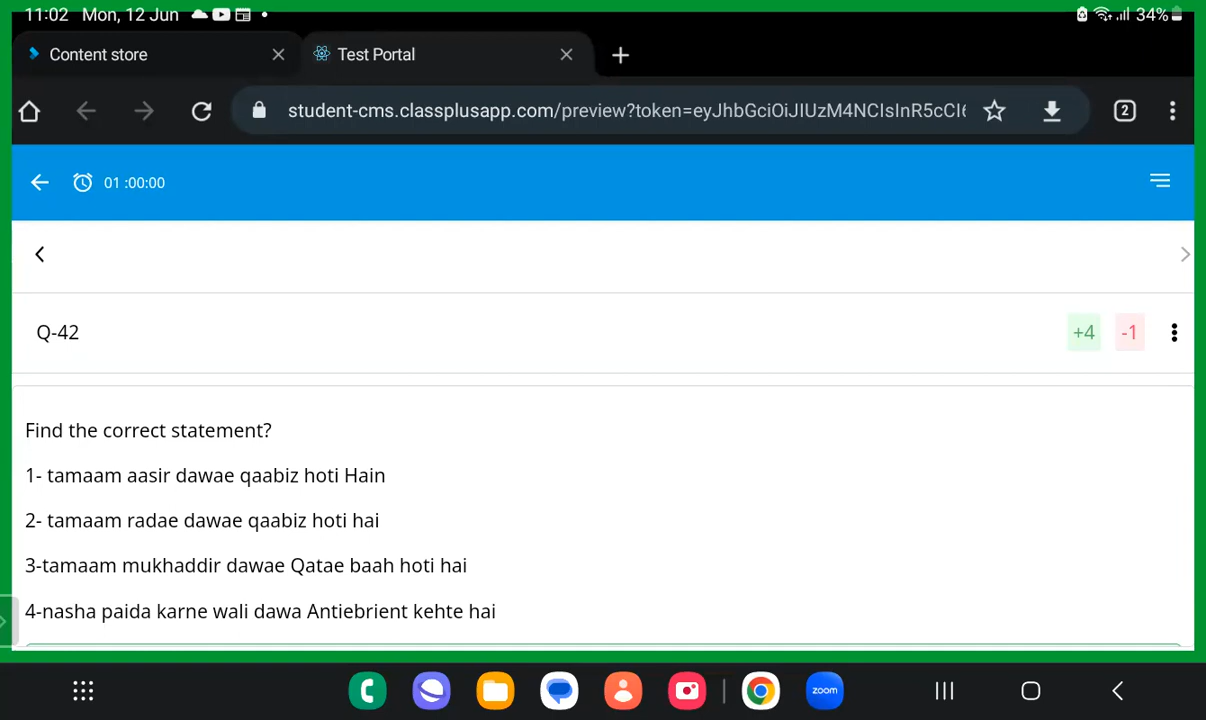 11:02 Mon, 12 Jun 34%
Content store Test Portal
student-cms.classplusapp.com/preview?token=eyJhbGciOiJIUzM4NCIsInR5cCI6
2
01 :00:00
Q-42 +4 -1
Find the correct statement?
1- tamaam aasir dawae qaabiz hoti Hain
2- tamaam radae dawae qaabiz hoti hai
3-tamaam mukhaddir dawae Qatae baah hoti hai
4-nasha paida karne wali dawa Antiebrient kehte hai
zoom